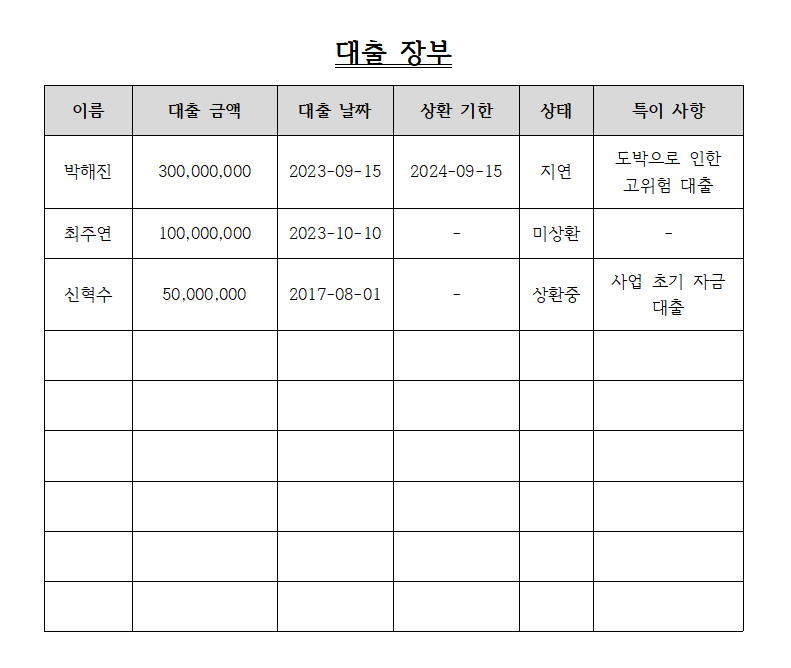 대출 장부
이름 대출 금액 대출 날짜 상환 기한 상태 특이 사항
박해진 300,000,000 2023-09-15 2024-09-15 지연 도박으로 인한
고위험 대출
최주연 100,000,000 2023-10-10 - 미상환 -
신혁수 50,000,000 2017-08-01 - 상환중 사업 초기 자금
대출